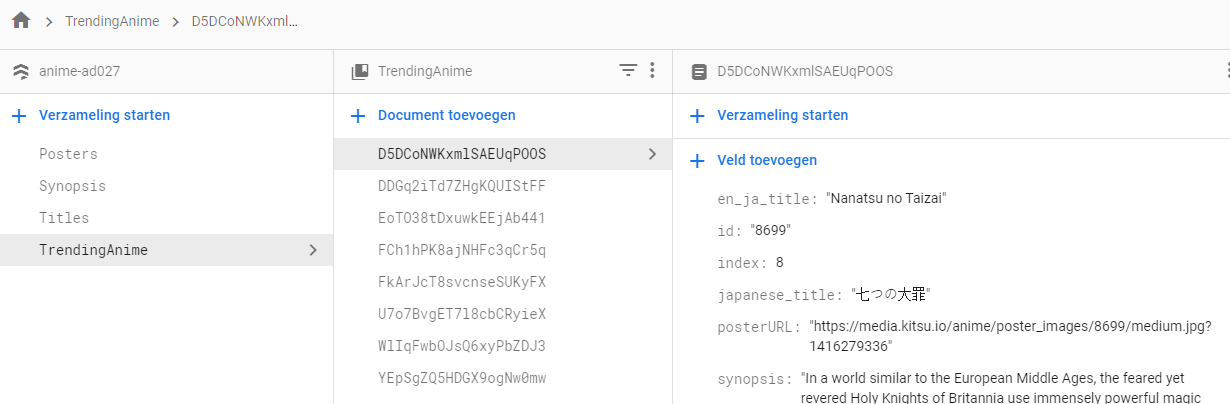 TrendingAnime
D5DCoNWKxml...
anime-ad027
Verzameling starten
Posters
Synopsis
Titles
TrendingAnime
TrendingAnime
Document toevoegen
D5DCoNWKxmlSAEUqPOOS
DDGq2iTd7ZHgKQUIStFF
EoTO38tDxuwkEEjAb441
FCh1hPK8ajNHFc3qCr5q
FkArJcT8svcnseSUKyFX
U7o7BvgET7l8cbCRyieX
WlIqFwbOJsQ6xyPbZDJ3
YEpSgZQ5HDGX9ogNw0mw
D5DCoNWKxmlSAEUqPOOS
Verzameling starten
Veld toevoegen
en_ja_title: "Nanatsu no Taizai"
id: "8699"
index: 8
japanese_title: "七つの大罪"
posterURL: "https://media.kitsu.io/anime/poster_images/8699/medium.jpg?
1416279336"
synopsis: "In a world similar to the European Middle Ages, the feared yet
revered Holy Knights of Britannia use immensely powerful magic